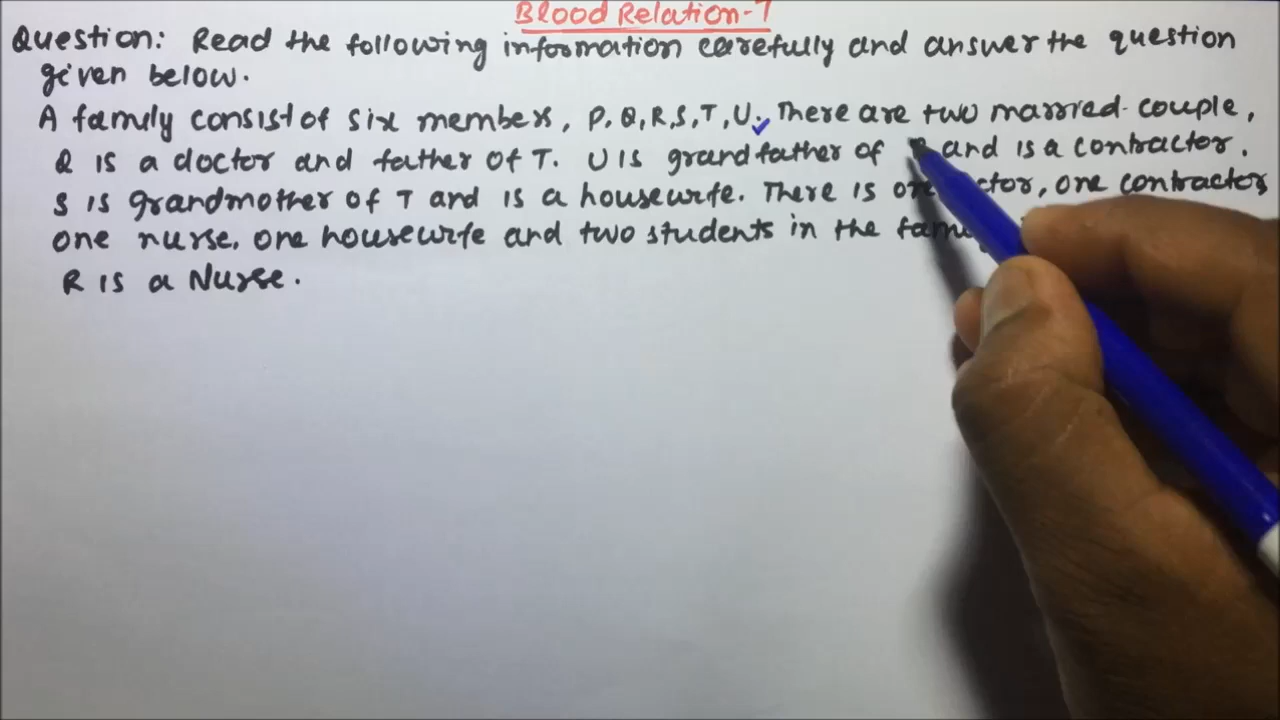 Blood Relation-7
Question: Read the following information carefully and answer the question
given below.
A family consist of six members, P, Q, R, S, T, U. There are two married couple,
Q is a doctor and father of T. U is grandfather of and is a contractor.
S is grandmother of T and is a housewife. There is one contractor
one nurse, one housewife and two students in the
R is a Nurse.